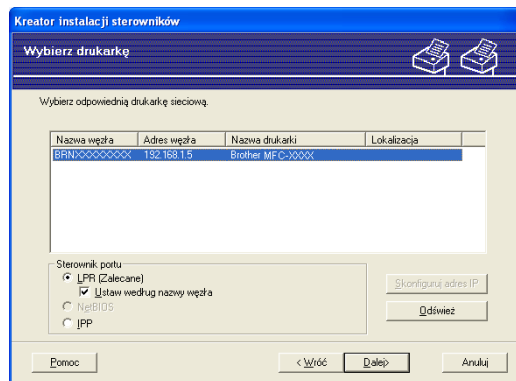 Kreator instalacji sterowników
Wybierz drukarkę
Wybierz odpowiednią drukarkę sieciową.
Nazwa węzła Adres węzła Nazwa drukarki Lokalizacja
BRNXXXXXXXX 192.168.1.5 Brother MFC-XXXX
Sterownik portu
LPR (Zalecane)
Ustaw według nazwy węzła
NetBIOS
IPP
Skonfiguruj adres IP
Odśwież
Pomoc < Wróć Dalej> Anuluj